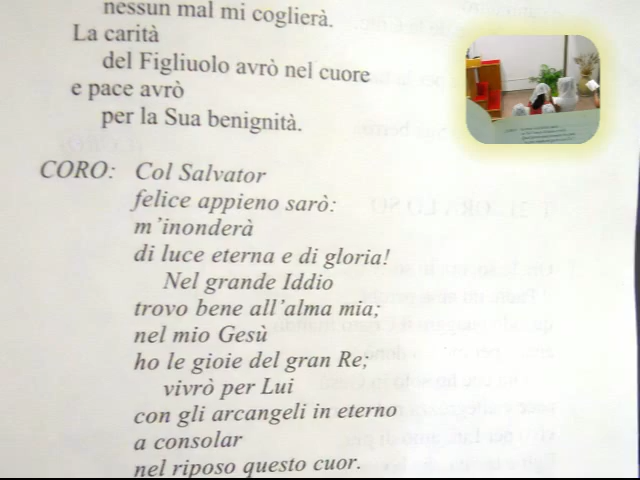 nessun mal mi coglierà.
La carità
del Figliuolo avrò nel cuore
e pace avrò
per la Sua benignità.
CORO: Col Salvator
felice appieno sarò:
m'inonderà
di luce eterna e di gloria!
Nel grande Iddio
trovo bene all'alma mia;
nel mio Gesù
ho le gioie del gran Re;
vivrò per Lui
con gli arcangeli in eterno
a consolar
nel riposo questo cuor.